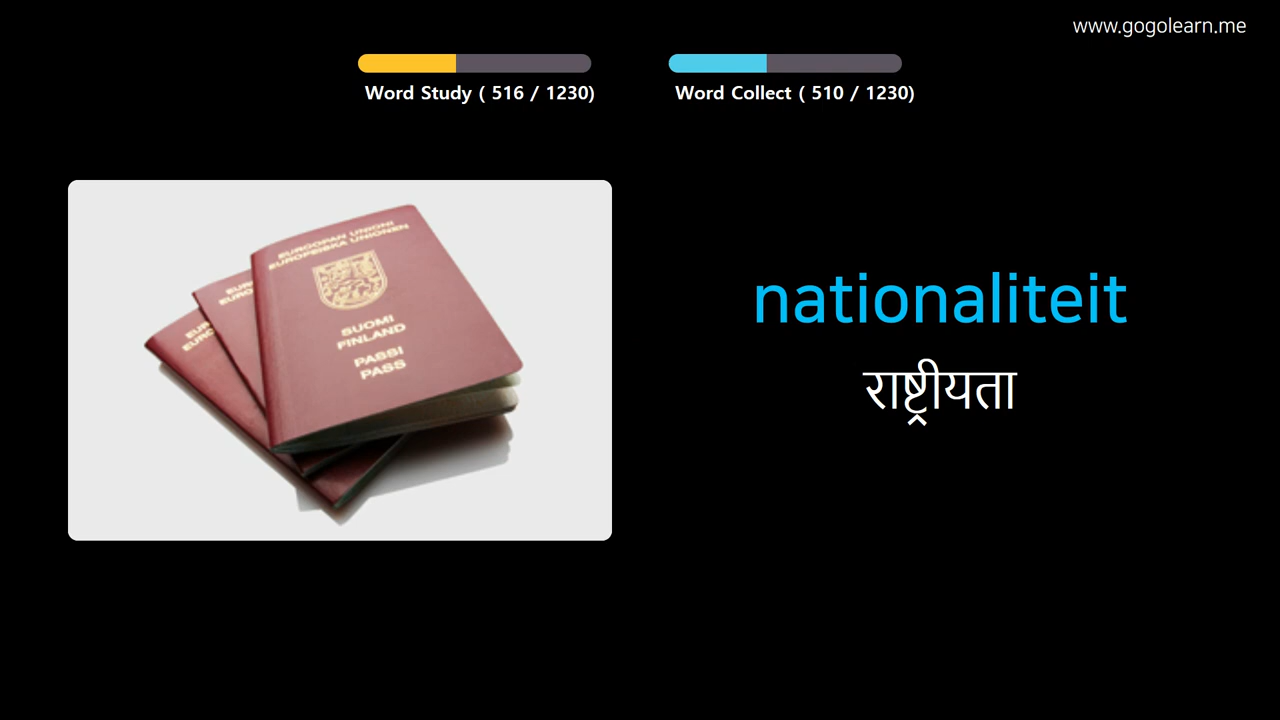 www.gogolearn.me
Word Study ( 516 / 1230)
Word Collect ( 510 / 1230)
EUROOPAN UNIONI
EUROPEISKA UNIONEN
SUOMI
FINLAND
PASSI
PASS
nationaliteit
राष्ट्रीयता